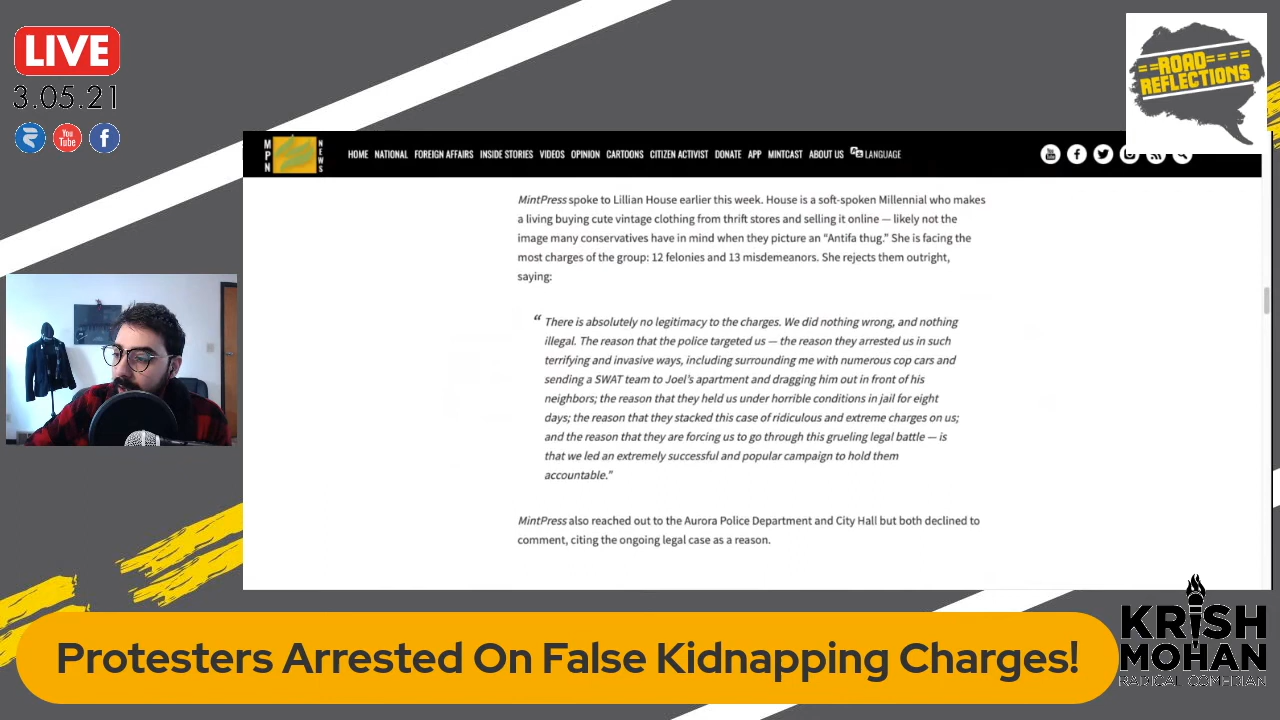 LIVE
3.05.21
You
Tube
==ROAD====
REFLECTIONS
MPN
NEWS
HOME NATIONAL FOREIGN AFFAIRS INSIDE STORIES VIDEOS OPINION CARTOONS CITIZEN ACTIVIST DONATE APP MINTCAST ABOUT US LANGUAGE
MintPress spoke to Lillian House earlier this week. House is a soft-spoken Millennial who makes
a living buying cute vintage clothing from thrift stores and selling it online — likely not the
image many conservatives have in mind when they picture an “Antifa thug.” She is facing the
most charges of the group: 12 felonies and 13 misdemeanors. She rejects them outright,
saying:
“ There is absolutely no legitimacy to the charges. We did nothing wrong, and nothing
illegal. The reason that the police targeted us — the reason they arrested us in such
terrifying and invasive ways, including surrounding me with numerous cop cars and
sending a SWAT team to Joel’s apartment and dragging him out in front of his
neighbors; the reason that they held us under horrible conditions in jail for eight
days; the reason that they stacked this case of ridiculous and extreme charges on us;
and the reason that they are forcing us to go through this grueling legal battle — is
that we led an extremely successful and popular campaign to hold them
accountable.”
MintPress also reached out to the Aurora Police Department and City Hall but both declined to
comment, citing the ongoing legal case as a reason.
Protesters Arrested On False Kidnapping Charges!
KRISH
MOHAN
RADICAL COMEDIAN